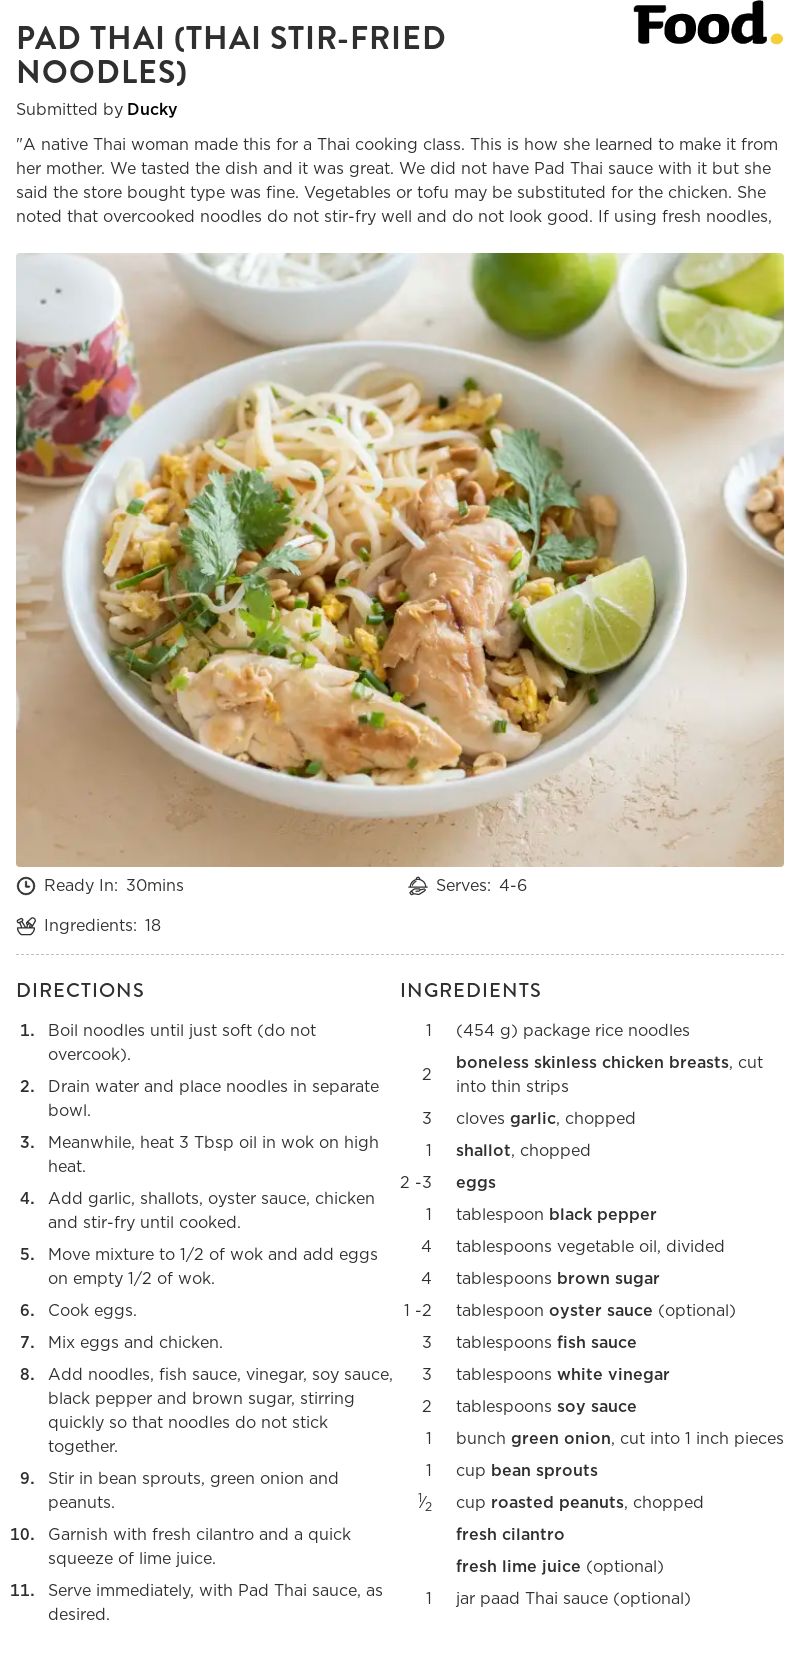 PAD THAI (THAI STIR-FRIED
NOODLES)
Food.
Submitted by Ducky
"A native Thai woman made this for a Thai cooking class. This is how she learned to make it from
her mother. We tasted the dish and it was great. We did not have Pad Thai sauce with it but she
said the store bought type was fine. Vegetables or tofu may be substituted for the chicken. She
noted that overcooked noodles do not stir-fry well and do not look good. If using fresh noodles,
Ready In: 30mins
Serves: 4-6
Ingredients: 18
DIRECTIONS
1. Boil noodles until just soft (do not
overcook).
2. Drain water and place noodles in separate
bowl.
3. Meanwhile, heat 3 Tbsp oil in wok on high
heat.
4. Add garlic, shallots, oyster sauce, chicken
and stir-fry until cooked.
5. Move mixture to 1/2 of wok and add eggs
on empty 1/2 of wok.
6. Cook eggs.
7. Mix eggs and chicken.
8. Add noodles, fish sauce, vinegar, soy sauce,
black pepper and brown sugar, stirring
quickly so that noodles do not stick
together.
9. Stir in bean sprouts, green onion and
peanuts.
10. Garnish with fresh cilantro and a quick
squeeze of lime juice.
11. Serve immediately, with Pad Thai sauce, as
desired.
INGREDIENTS
1 (454 g) package rice noodles
2 boneless skinless chicken breasts, cut
into thin strips
3 cloves garlic, chopped
1 shallot, chopped
2 -3 eggs
1 tablespoon black pepper
4 tablespoons vegetable oil, divided
4 tablespoons brown sugar
1 -2 tablespoon oyster sauce (optional)
3 tablespoons fish sauce
3 tablespoons white vinegar
2 tablespoons soy sauce
1 bunch green onion, cut into 1 inch pieces
1 cup bean sprouts
1⁄2 cup roasted peanuts, chopped
fresh cilantro
fresh lime juice (optional)
1 jar paad Thai sauce (optional)